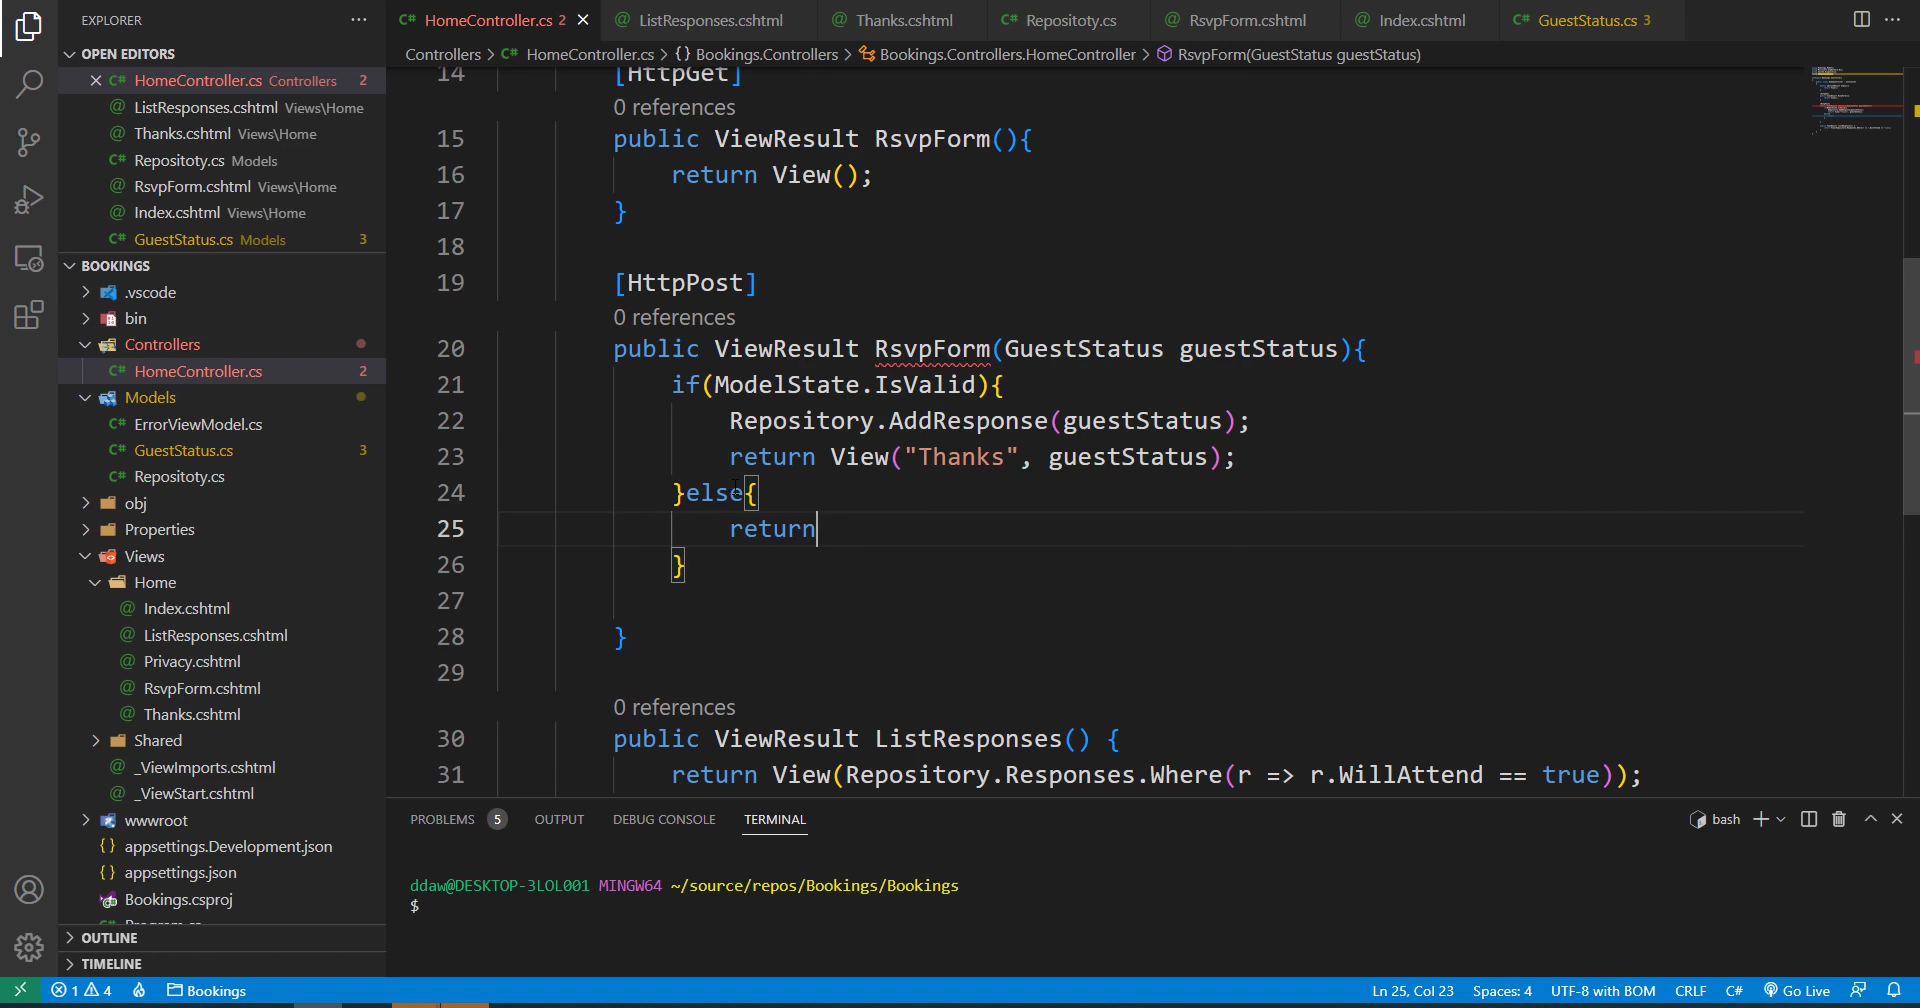 EXPLORER
HomeController.cs 2
ListResponses.cshtml
Thanks.cshtml
Repositoty.cs
RsvpForm.cshtml
Index.cshtml
GuestStatus.cs 3
OPEN EDITORS
HomeController.cs Controllers 2
ListResponses.cshtml Views\Home
Thanks.cshtml Views\Home
Repositoty.cs Models
RsvpForm.cshtml Views\Home
Index.cshtml Views\Home
GuestStatus.cs Models 3
BOOKINGS
.vscode
bin
Controllers
HomeController.cs 2
Models
ErrorViewModel.cs
GuestStatus.cs 3
Repositoty.cs
obj
Properties
Views
Home
Index.cshtml
ListResponses.cshtml
Privacy.cshtml
RsvpForm.cshtml
Thanks.cshtml
Shared
_ViewImports.cshtml
_ViewStart.cshtml
wwwroot
appsettings.Development.json
appsettings.json
Bookings.csproj
OUTLINE
TIMELINE
Controllers > HomeController.cs > {} Bookings.Controllers > Bookings.Controllers.HomeController > RsvpForm(GuestStatus guestStatus)
14 [HttpGet]
0 references
15 public ViewResult RsvpForm(){
16 return View();
17 }
18
19 [HttpPost]
0 references
20 public ViewResult RsvpForm(GuestStatus guestStatus){
21 if(ModelState.IsValid){
22 Repository.AddResponse(guestStatus);
23 return View("Thanks", guestStatus);
24 }else{
25 return
26 }
27
28 }
29
0 references
30 public ViewResult ListResponses() {
31 return View(Repository.Responses.Where(r => r.WillAttend == true));
PROBLEMS 5 OUTPUT DEBUG CONSOLE TERMINAL
bash
ddaw@DESKTOP-3LOL001 MINGW64 ~/source/repos/Bookings/Bookings
$
1 4 Bookings
Ln 25, Col 23 Spaces: 4 UTF-8 with BOM CRLF C# Go Live